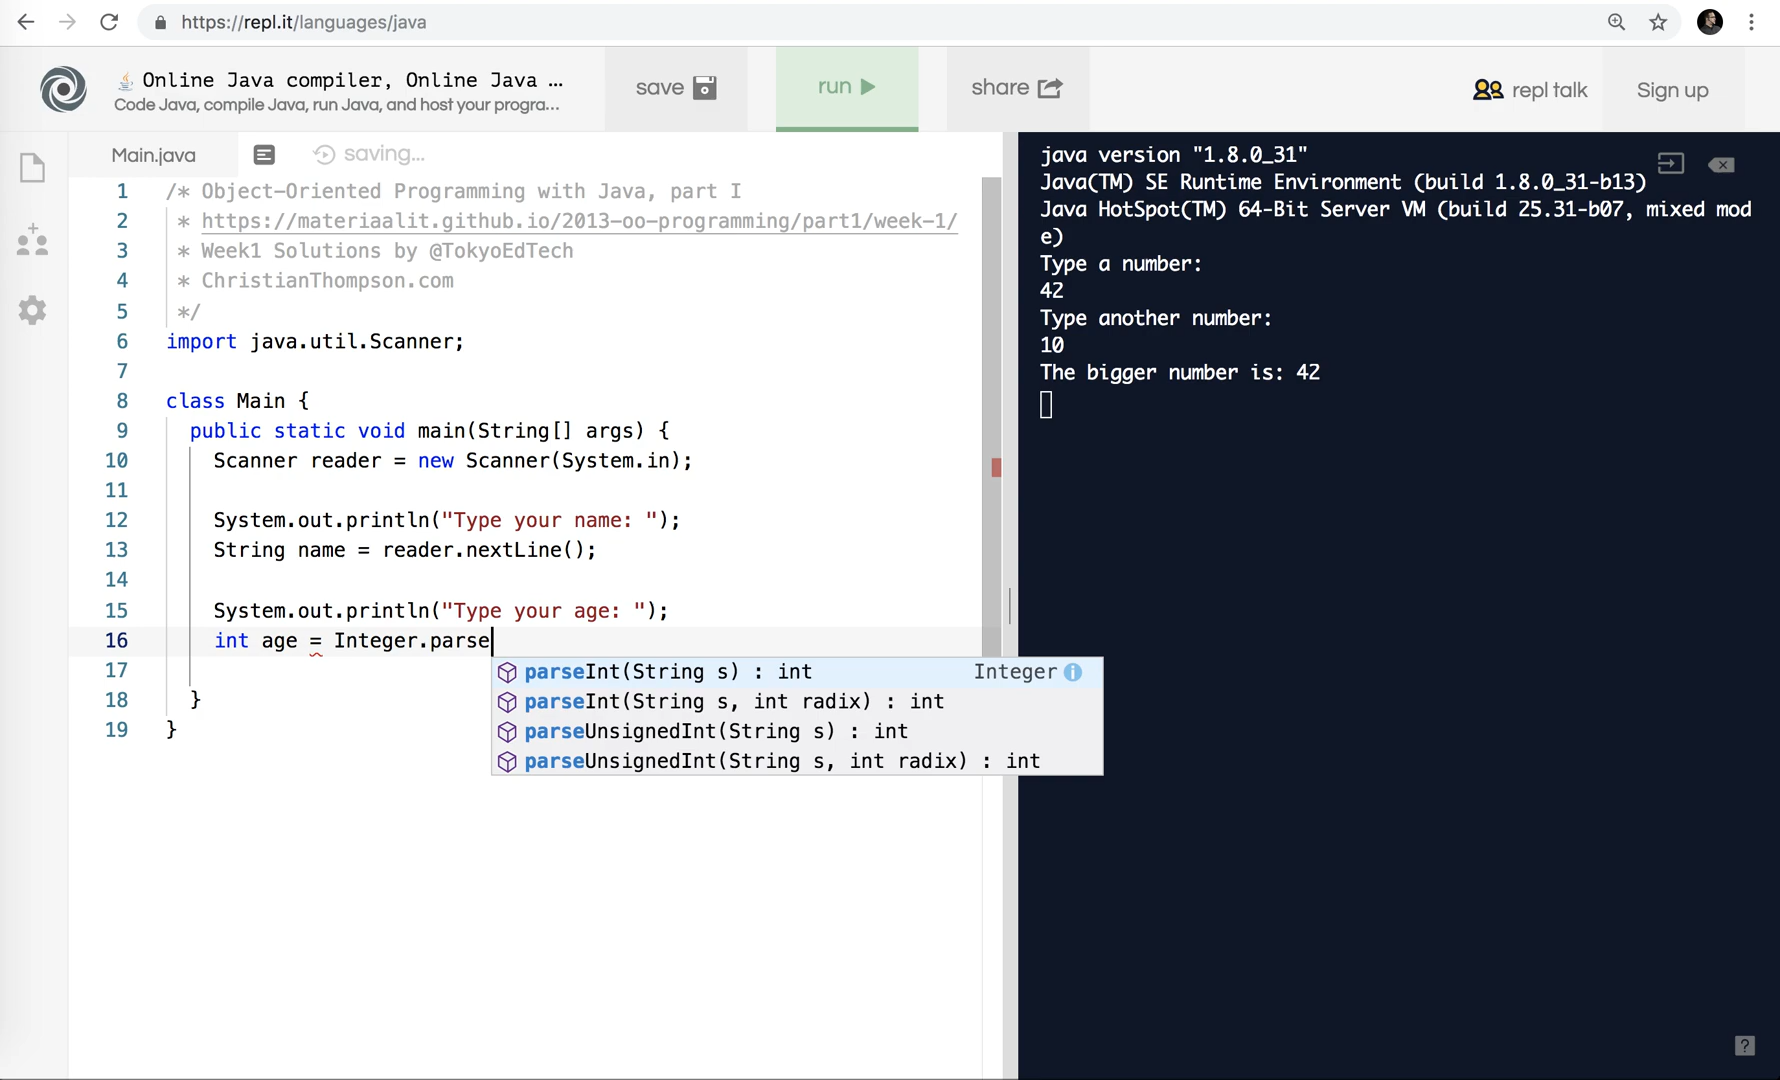 https://repl.it/languages/java
Online Java compiler, Online Java ...
Code Java, compile Java, run Java, and host your progra...
save
run
share
repl talk
Sign up
Main.java
saving...
1 /* Object-Oriented Programming with Java, part I
2 * https://materiaalit.github.io/2013-oo-programming/part1/week-1/
3 * Week1 Solutions by @TokyoEdTech
4 * ChristianThompson.com
5 */
6 import java.util.Scanner;
7
8 class Main {
9 public static void main(String[] args) {
10 Scanner reader = new Scanner(System.in);
11
12 System.out.println("Type your name: ");
13 String name = reader.nextLine();
14
15 System.out.println("Type your age: ");
16 int age = Integer.parse
17
18 }
19 }
parseInt(String s) : int Integer
parseInt(String s, int radix) : int
parseUnsignedInt(String s) : int
parseUnsignedInt(String s, int radix) : int
java version "1.8.0_31"
Java(TM) SE Runtime Environment (build 1.8.0_31-b13)
Java HotSpot(TM) 64-Bit Server VM (build 25.31-b07, mixed mod
e)
Type a number:
42
Type another number:
10
The bigger number is: 42
?